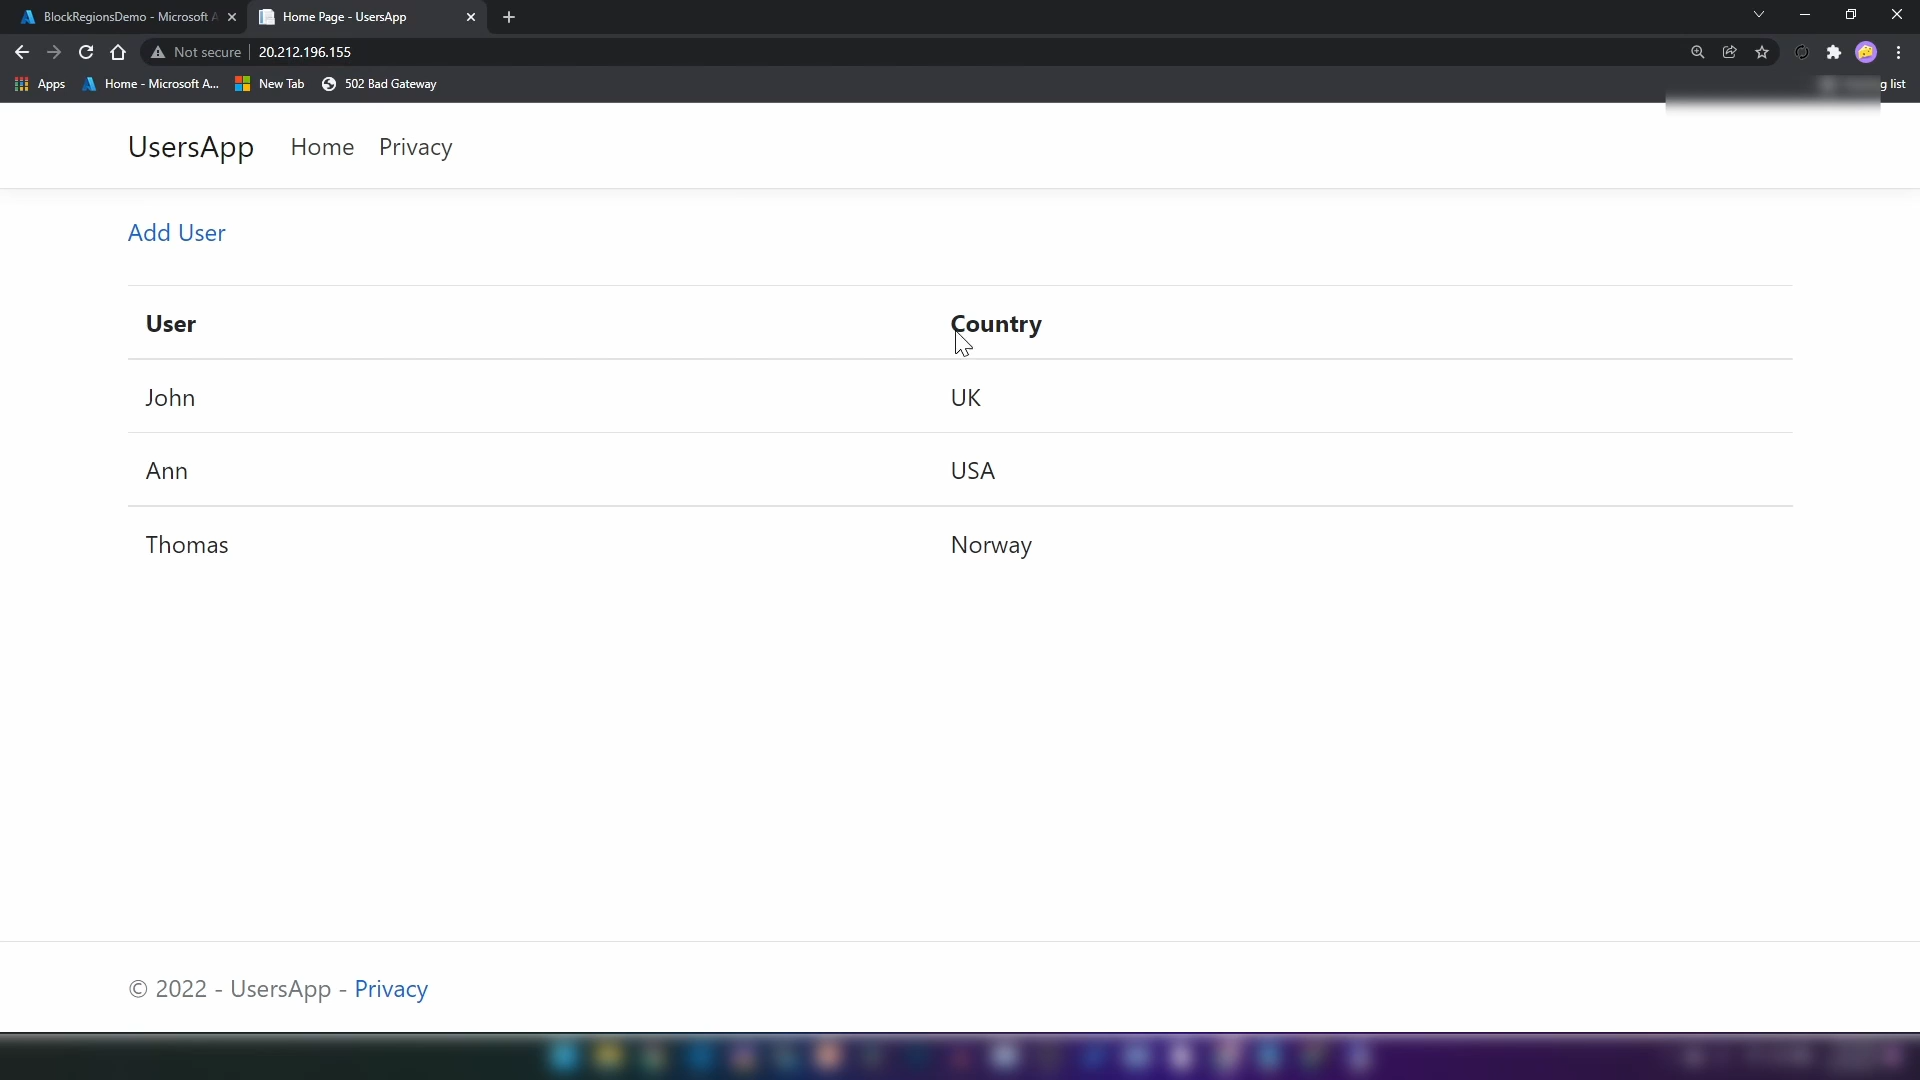 BlockRegionsDemo - Microsoft A
Home Page - UsersApp
Not secure
20.212.196.155
Apps
Home - Microsoft A...
New Tab
502 Bad Gateway
list
UsersApp Home Privacy
Add User
User Country
John UK
Ann USA
Thomas Norway
© 2022 - UsersApp - Privacy